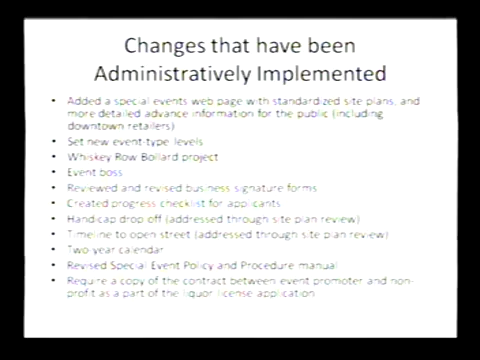 Changes that have been
Administratively Implemented
• Added a special events web page with standardized site plans, and
more detailed advance information for the public (including
downtown retailers)
• Set new event-type levels
• Whiskey Row Bollard project
• Event boss
• Reviewed and revised business signature forms
• Created progress checklist for applicants
• Handicap drop off (addressed through site plan review)
• Timeline to open street (addressed through site plan review)
• Two-year calendar
• Revised Special Event Policy and Procedure manual
• Require a copy of the contract between event promoter and non-
profit as a part of the liquor license application